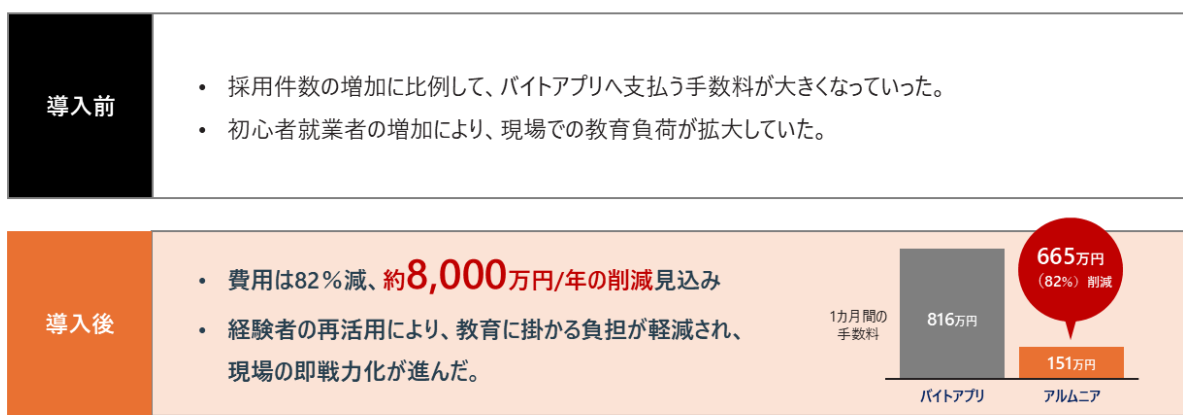 導入前
• 採用件数の増加に比例して、バイトアプリへ支払う手数料が大きくなっていった。
• 初心者就業者の増加により、現場での教育負荷が拡大していた。
導入後
• 費用は82％減、約8,000万円/年の削減見込み
• 経験者の再活用により、教育に掛かる負担が軽減され、
現場の即戦力化が進んだ。
1カ月間の
手数料
816万円
665万円
（82%）削減
151万円
バイトアプリ
アルムニア